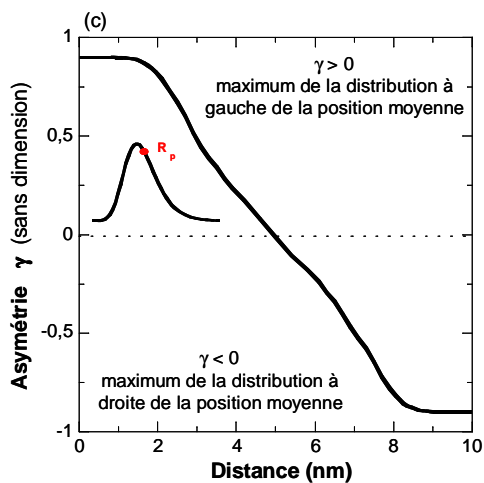 (c)
1
γ > 0
maximum de la distribution à
gauche de la position moyenne
0,5
R p
0
Asymétrie γ (sans dimension)
-0,5
γ < 0
maximum de la distribution à
droite de la position moyenne
-1
0 2 4 6 8 10
Distance (nm)